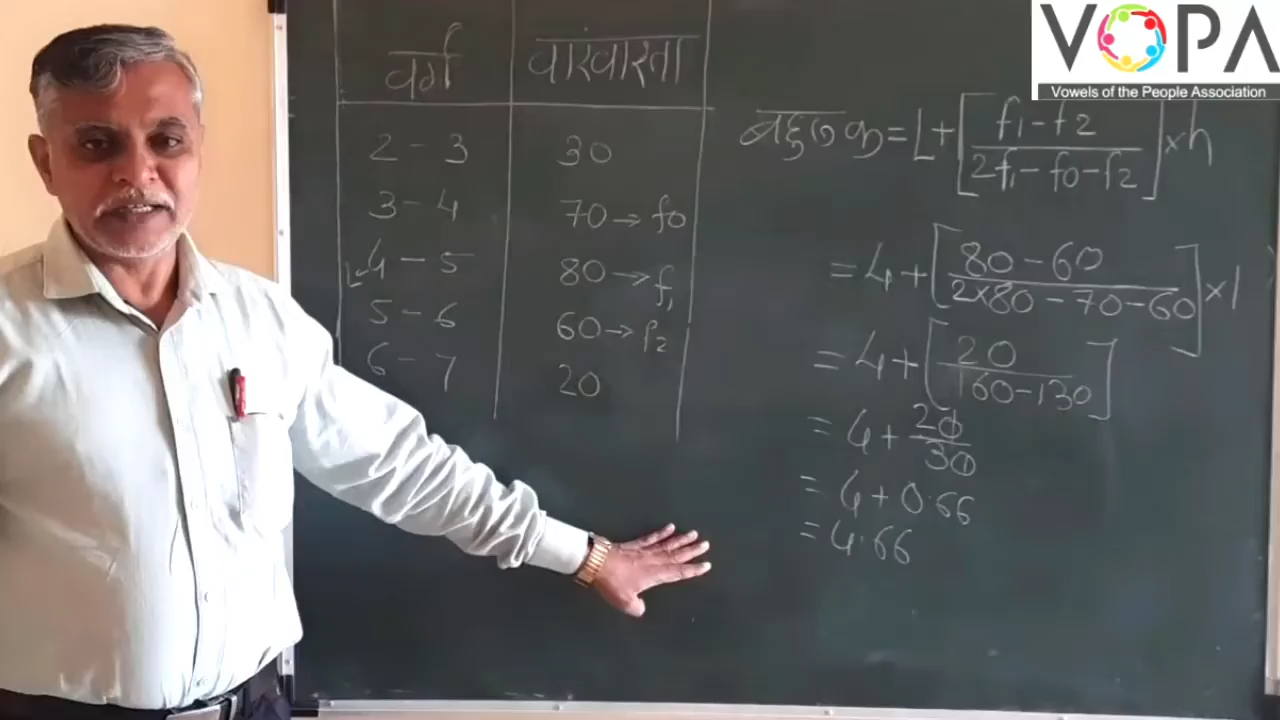 VOPA
Vowels of the People Association
वर्ग वारंवारता
2 - 3 30
3 - 4 70 → f0
L ← 4 - 5 80 → f1
5 - 6 60 → f2
6 - 7 20
बहुलक = L + [f1 - f2 / 2f1 - f0 - f2] × h
= 4 + [80 - 60 / 2×80 - 70 - 60] × 1
= 4 + [20 / 160 - 130]
= 4 + 20/30
= 4 + 0.66
= 4.66